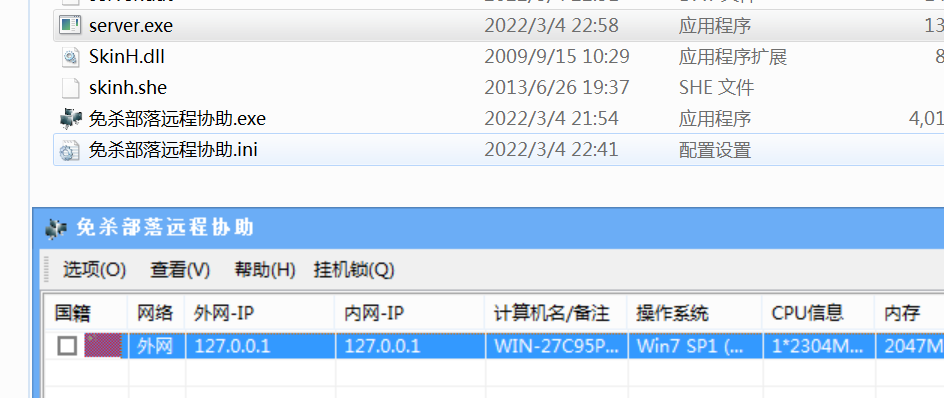 server.exe 2022/3/4 22:58 应用程序 13
SkinH.dll 2009/9/15 10:29 应用程序扩展 8
skinh.she 2013/6/26 19:37 SHE 文件
免杀部落远程协助.exe 2022/3/4 21:54 应用程序 4,01
免杀部落远程协助.ini 2022/3/4 22:41 配置设置
免杀部落远程协助
选项(O) 查看(V) 帮助(H) 挂机锁(Q)
国籍 网络 外网-IP 内网-IP 计算机名/备注 操作系统 CPU信息 内存
外网 127.0.0.1 127.0.0.1 WIN-27C95P... Win7 SP1 (... 1*2304M... 2047M